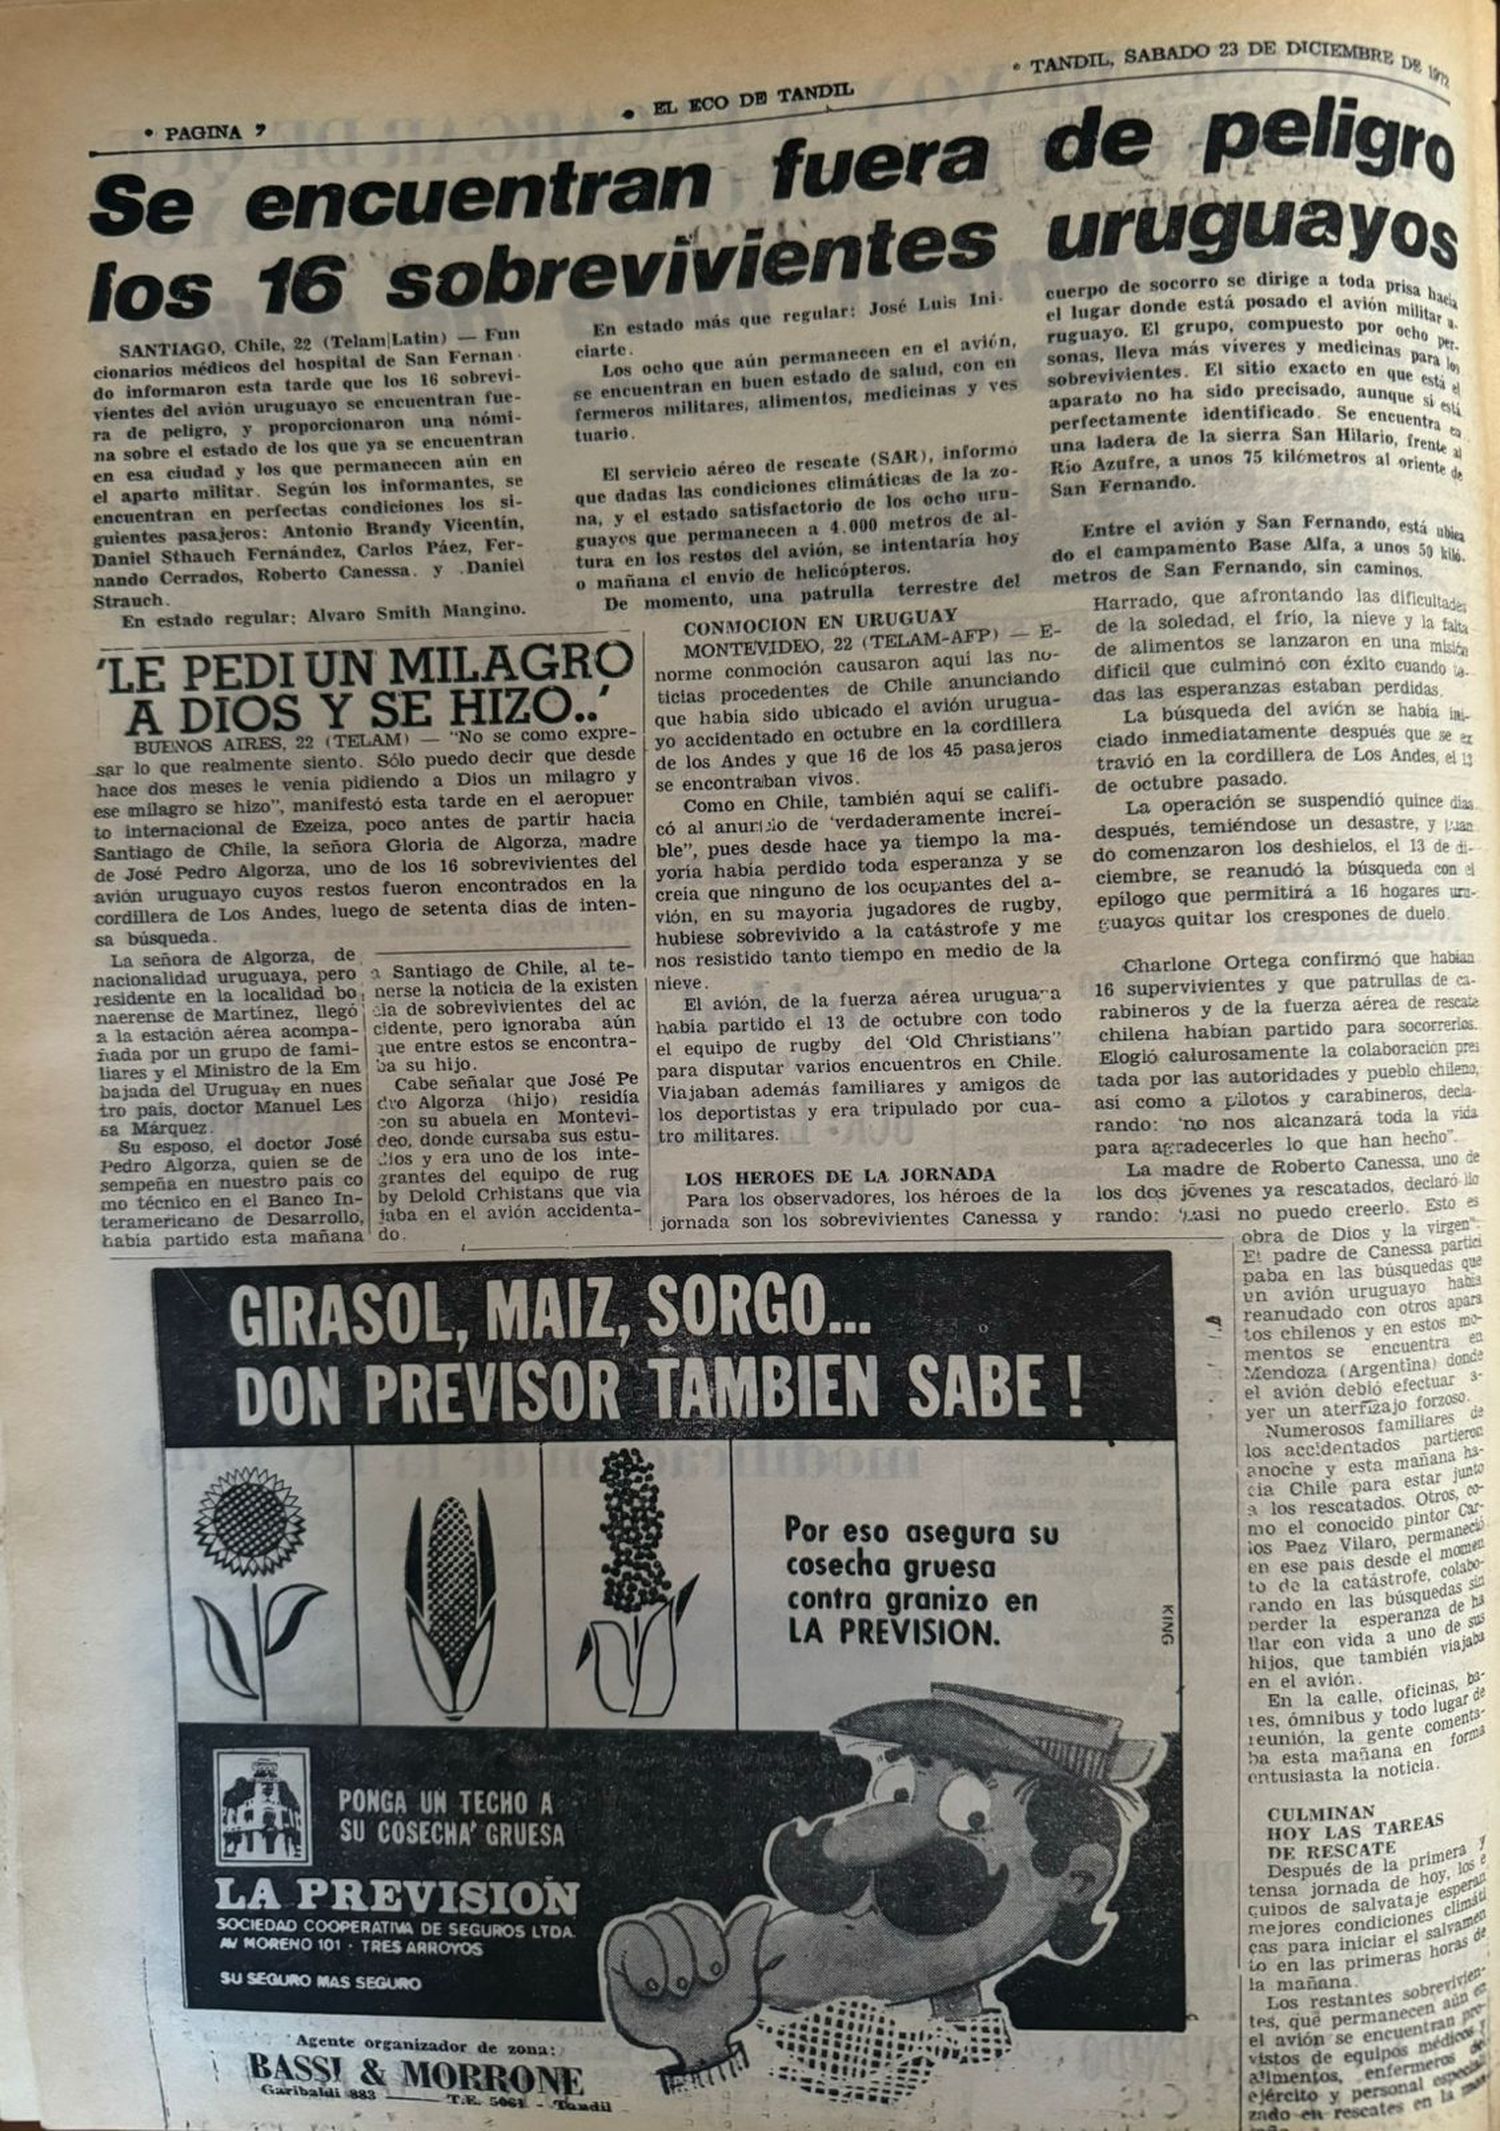 • PAGINA 7
• EL ECO DE TANDIL
• TANDIL, SABADO 23 DE DICIEMBRE DE 1972
Se encuentran fuera de peligro
los 16 sobrevivientes uruguayos
SANTIAGO, Chile, 22 (Telam|Latin) — Fun
cionarios médicos del hospital de San Fernan-
do informaron esta tarde que los 16 sobrevi-
vientes del avión uruguayo se encuentran fue-
ra de peligro, y proporcionaron una nómi-
na sobre el estado de los que ya se encuentran
en esa ciudad y los que permanecen aún en
el aparto militar. Según los informantes, se
encuentran en perfectas condiciones los si-
guientes pasajeros: Antonio Brandy Vicentín,
Daniel Sthauch Fernández, Carlos Páez, Fer-
nando Cerrados, Roberto Canessa. y .Daniel
Strauch.
En estado regular; Alvaro Smith Mangino.
En estado más que regular: José Luis Ini-
ciarte.
Los ocho que aún permanecen en el avión,
se encuentran en buen estado de salud, con en
fermeros militares, alimentos, medicinas y ves
tuario.
El servicio aéreo de rescate (SAR), informó
que dadas las condiciones climáticas de la zo-
na, y el estado satisfactorio de los ocho uru-
guayos que permanecen a 4.000 metros de al-
tura en los restos del avión, se intentaría hoy
o mañana el envio de helicópteros.
De momento, una patrulla terrestre del
cuerpo de socorro se dirige a toda prisa hacia
el lugar donde está posado el avión militar u-
ruguayo. El grupo, compuesto por ocho per-
sonas, lleva más víveres y medicinas para los
sobrevivientes. El sitio exacto en que está el
aparato no ha sido precisado, aunque si está
perfectamente identificado. Se encuentra en
una ladera de la sierra San Hilario, frente al
Río Azufre, a unos 75 kilómetros al oriente de
San Fernando.
Entre el avión y San Fernando, está ubica
do el campamento Base Alfa, a unos 50 kiló-
metros de San Fernando, sin caminos.
'LE PEDI UN MILAGRO
A DIOS Y SE HIZO..'
BUENOS AIRES, 22 (TELAM) — "No se como expre-
sar lo que realmente siento. Sólo puedo decir que desde
hace dos meses le venía pidiendo a Dios un milagro y
ese milagro se hizo", manifestó esta tarde en el aeropuer
to internacional de Ezeiza, poco antes de partir hacia
Santiago de Chile, la señora Gloria de Algorza, madre
de José Pedro Algorza, uno de los 16 sobrevivientes del
avión uruguayo cuyos restos fueron encontrados en la
cordillera de Los Andes, luego de setenta días de inten-
sa búsqueda.
La señora de Algorza, de
nacionalidad uruguaya, pero
residente en la localidad bo
naerense de Martínez, llegó
a la estación aérea acompa-
ñada por un grupo de fami-
liares y el Ministro de la Em
bajada del Uruguay en nues
tro país, doctor Manuel Les
sa Márquez.
Su esposo, el doctor José
Pedro Algorza, quien se de
sempeña en nuestro país co
mo técnico en el Banco In-
teramericano de Desarrollo,
había partido esta mañana
a Santiago de Chile, al te-
nerse la noticia de la existen
cia de sobrevivientes del ac
cidente, pero ignoraba aún
que entre estos se encontra-
ba su hijo.
Cabe señalar que José Pe
dro Algorza (hijo) residía
con su abuela en Montevi-
deo, donde cursaba sus estu-
dios y era uno de los inte-
grantes del equipo de rug
by Delold Crhistans que via
jaba en el avión accidenta-
do.
CONMOCION EN URUGUAY
MONTEVIDEO, 22 (TELAM-AFP) — E-
norme conmoción causaron aquí las no-
ticias procedentes de Chile anunciando
que había sido ubicado el avión urugua-
yo accidentado en octubre en la cordillera
de los Andes y que 16 de los 45 pasajeros
se encontraban vivos.
Como en Chile, también aquí se califi-
có al anuncio de 'verdaderamente increí-
ble", pues desde hace ya tiempo la ma-
yoría había perdido toda esperanza y se
creía que ninguno de los ocupantes del a-
vión, en su mayoría jugadores de rugby,
hubiese sobrevivido a la catástrofe y me
nos resistido tanto tiempo en medio de la
nieve.
El avión, de la fuerza aérea uruguaya
había partido el 13 de octubre con todo
el equipo de rugby del 'Old Christians"
para disputar varios encuentros en Chile.
Viajaban además familiares y amigos de
los deportistas y era tripulado por cua-
tro militares.
LOS HEROES DE LA JORNADA
Para los observadores, los héroes de la
jornada son los sobrevivientes Canessa y
Harrado, que afrontando las dificultades
de la soledad, el frío, la nieve y la falta
de alimentos se lanzaron en una misión
difícil que culminó con éxito cuando to-
das las esperanzas estaban perdidas.
La búsqueda del avión se había ini-
ciado inmediatamente después que se ex
travió en la cordillera de Los Andes, el 13
de octubre pasado.
La operación se suspendió quince días
después, temiéndose un desastre, y cuan
do comenzaron los deshielos, el 13 de di-
ciembre, se reanudó la búsqueda con el
epílogo que permitirá a 16 hogares uru-
guayos quitar los crespones de duelo.
Charlone Ortega confirmó que habían
16 supervivientes y que patrullas de ca-
rabineros y de la fuerza aérea de rescate
chilena habían partido para socorrerlos.
Elogió calurosamente la colaboración pres
tada por las autoridades y pueblo chileno,
así como a pilotos y carabineros, decla-
rando: 'no nos alcanzará toda la vida
para agradecerles lo que han hecho".
La madre de Roberto Canessa, uno de
los dos jóvenes ya rescatados, declaró llo
rando: 'casi no puedo creerlo. Esto es
obra de Dios y la virgen".
El padre de Canessa partici
paba en las búsquedas que
un avión uruguayo había
reanudado con otros apara
tos chilenos y en estos mo-
mentos se encuentra en
Mendoza (Argentina) donde
el avión debió efectuar a-
yer un aterrizajo forzoso.
Numerosos familiares de
los accidentados partieron
anoche y esta mañana ha-
cia Chile para estar junto
a los rescatados. Otros, co-
mo el conocido pintor Car-
los Paez Vilaro, permaneció
en ese país desde el momen
to de la catástrofe, colabo-
rando en las búsquedas sin
perder la esperanza de ha
llar con vida a uno de sus
hijos, que también viajaba
en el avión.
En la calle, oficinas, ba-
res, ómnibus y todo lugar de
reunión, la gente comenta-
ba esta mañana en forma
entusiasta la noticia.
CULMINAN
HOY LAS TAREAS
DE RESCATE
Después de la primera y
tensa jornada de hoy, los e
quipos de salvataje esperan
mejores condiciones climáti
cas para iniciar el salvamen
to en las primeras horas de
la mañana.
Los restantes sobrevivien-
tes, que permanecen aún en
el avión se encuentran pro-
vistos de equipos médicos y
alimentos, enfermeros del
ejército y personal especiali
zado en rescates en la
GIRASOL, MAIZ, SORGO...
DON PREVISOR TAMBIEN SABE !
Por eso asegura su
cosecha gruesa
contra granizo en
LA PREVISION.
KING
PONGA UN TECHO A
SU COSECHA GRUESA
LA PREVISION
SOCIEDAD COOPERATIVA DE SEGUROS LTDA.
AV MORENO 101 · TRES ARROYOS
SU SEGURO MAS SEGURO
Agente organizador de zona:
BASSI & MORRONE
Garibaldi 883 —— T.E. 5061 - Tandil